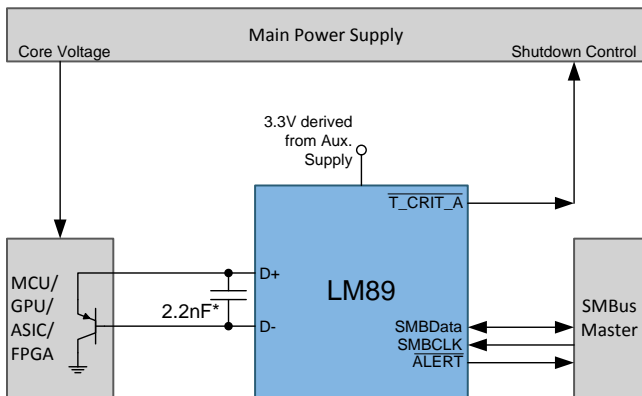 Main Power Supply
Core Voltage
Shutdown Control
3.3V derived
from Aux.
Supply
T_CRIT_A
MCU/
GPU/
ASIC/
FPGA
D+
2.2nF*
D-
LM89
SMBData
SMBCLK
ALERT
SMBus
Master